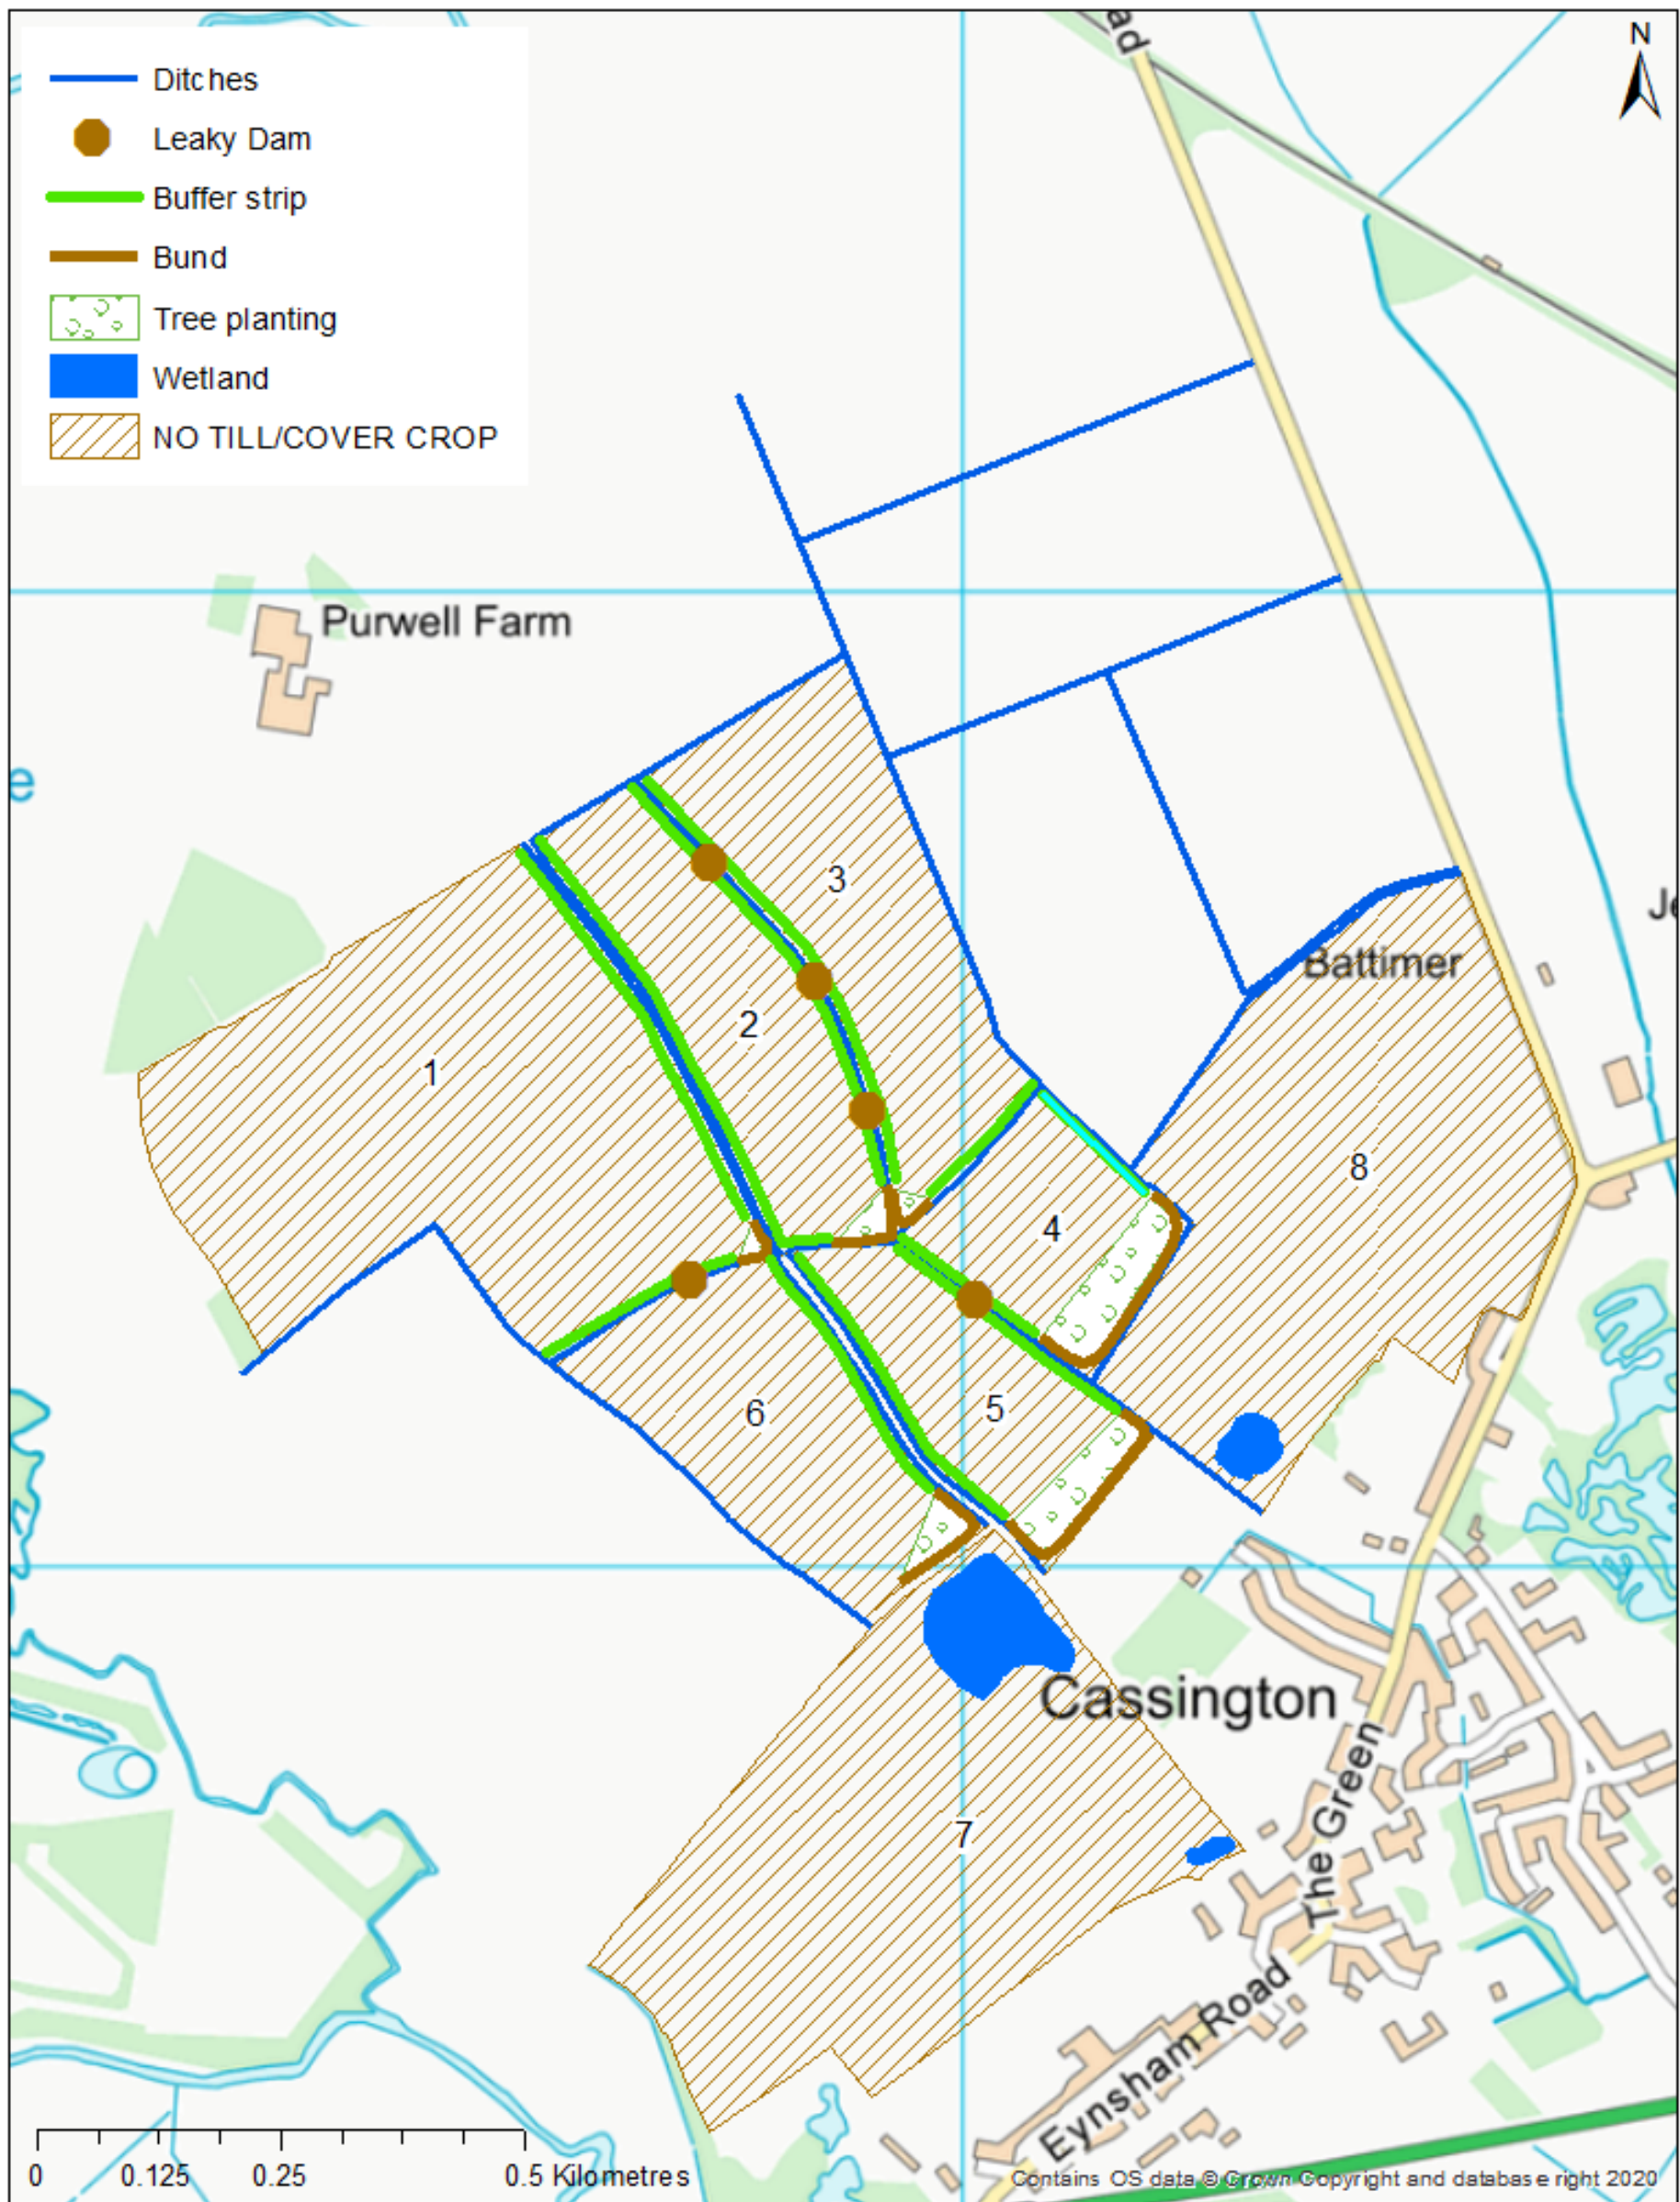 ad
N
Ditches
Leaky Dam
Buffer strip
Bund
Tree planting
Wetland
NO TILL/COVER CROP
Purwell Farm
e
3
Je
Battimer
2
1
8
4
5
6
Cassington
7
The Green
Eynsham Road
0 0.125 0.25 0.5 Kilometres
Contains OS data © Crown Copyright and database right 2020